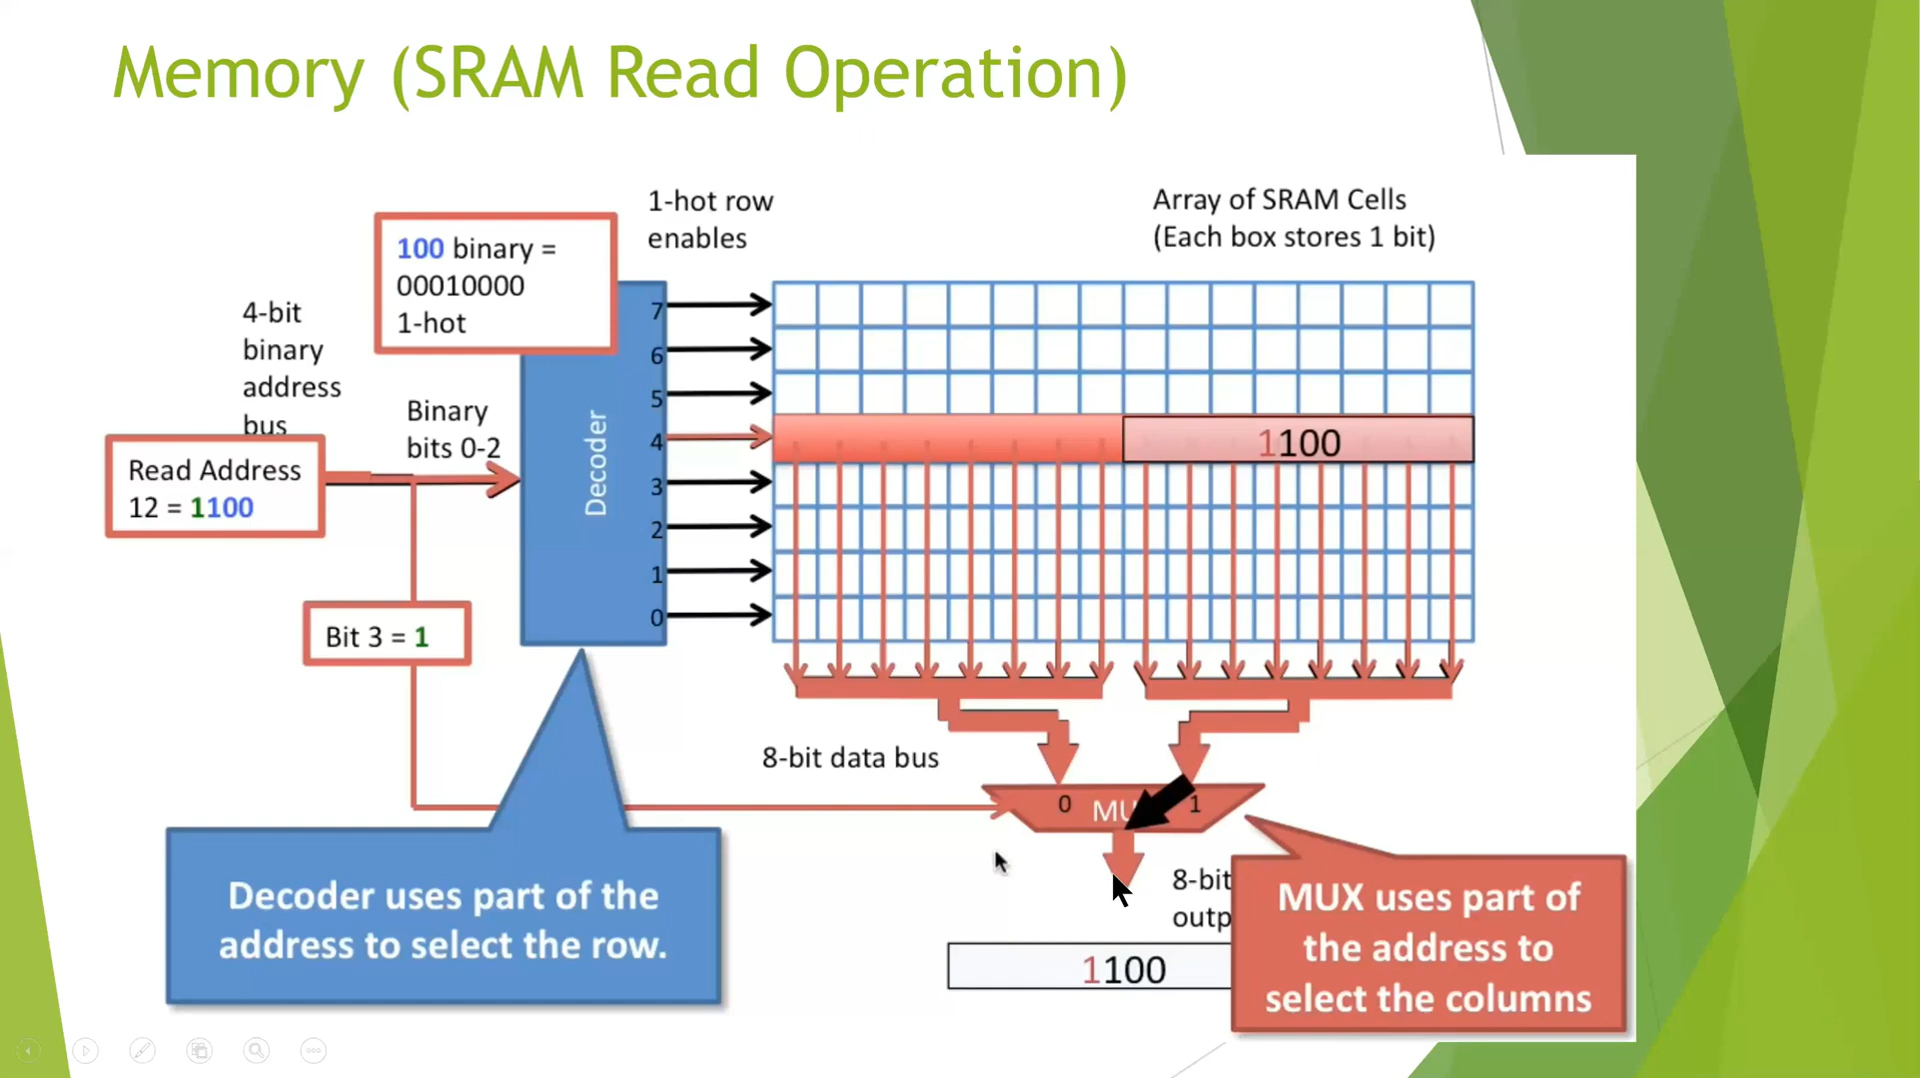 Memory (SRAM Read Operation)
1-hot row
enables
Array of SRAM Cells
(Each box stores 1 bit)
100 binary =
00010000
1-hot
4-bit
binary
address
bus
Binary
bits 0-2
Read Address
12 = 1100
Decoder
7
6
5
4
3
2
1
0
1100
Bit 3 = 1
8-bit data bus
0
1
8-bit
1100
Decoder uses part of the
address to select the row.
MUX uses part of
the address to
select the columns